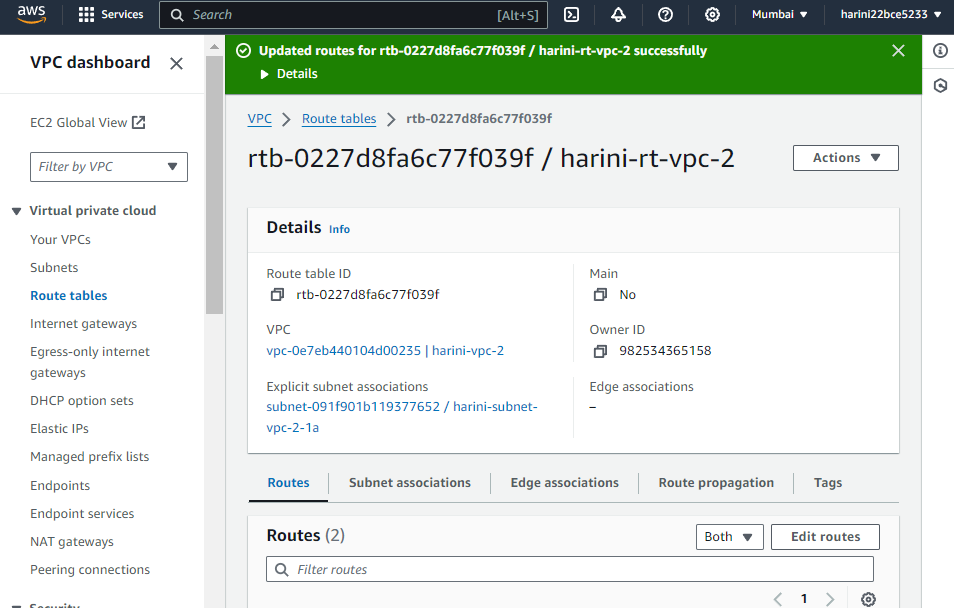 aws
Services
Search
[Alt+S]
Mumbai
harini22bce5233
VPC dashboard
EC2 Global View
Filter by VPC
Virtual private cloud
Your VPCs
Subnets
Route tables
Internet gateways
Egress-only internet
gateways
DHCP option sets
Elastic IPs
Managed prefix lists
Endpoints
Endpoint services
NAT gateways
Peering connections
Security
Updated routes for rtb-0227d8fa6c77f039f / harini-rt-vpc-2 successfully
Details
VPC > Route tables > rtb-0227d8fa6c77f039f
rtb-0227d8fa6c77f039f / harini-rt-vpc-2
Actions
Details Info
Route table ID
rtb-0227d8fa6c77f039f
Main
No
VPC
vpc-0e7eb440104d00235 | harini-vpc-2
Owner ID
982534365158
Explicit subnet associations
subnet-091f901b119377652 / harini-subnet-
vpc-2-1a
Edge associations
–
Routes
Subnet associations
Edge associations
Route propagation
Tags
Routes (2)
Both
Edit routes
Filter routes
1